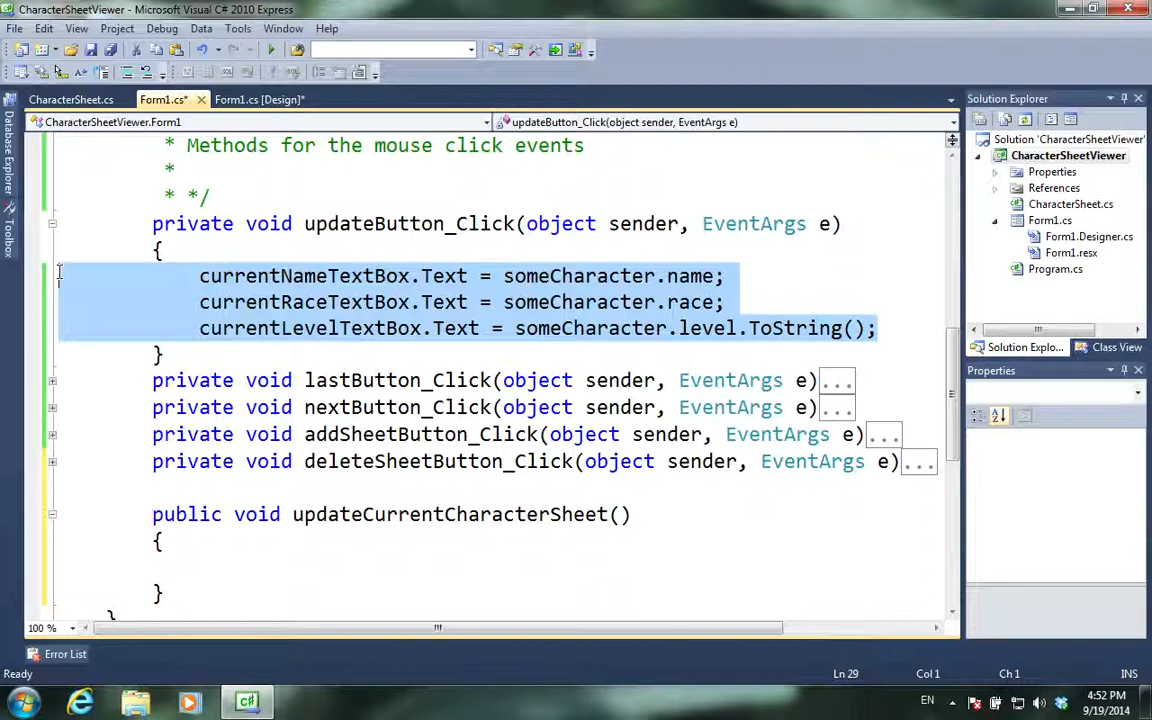 CharacterSheetViewer - Microsoft Visual C# 2010 Express
File Edit View Project Debug Data Tools Window Help
CharacterSheet.cs Form1.cs* Form1.cs [Design]*
CharacterSheetViewer.Form1 updateButton_Click(object sender, EventArgs e)
* Methods for the mouse click events
*
* */
private void updateButton_Click(object sender, EventArgs e)
{
currentNameTextBox.Text = someCharacter.name;
currentRaceTextBox.Text = someCharacter.race;
currentLevelTextBox.Text = someCharacter.level.ToString();
}
private void lastButton_Click(object sender, EventArgs e)...
private void nextButton_Click(object sender, EventArgs e)...
private void addSheetButton_Click(object sender, EventArgs e)...
private void deleteSheetButton_Click(object sender, EventArgs e)...
public void updateCurrentCharacterSheet()
{
}
100 %
Database Explorer
Toolbox
Solution Explorer
Solution 'CharacterSheetViewer'
CharacterSheetViewer
Properties
References
CharacterSheet.cs
Form1.cs
Form1.Designer.cs
Form1.resx
Program.cs
Solution Explo... Class View
Properties
Error List
Ready Ln 29 Col 1 Ch 1 INS
EN 4:52 PM
9/19/2014